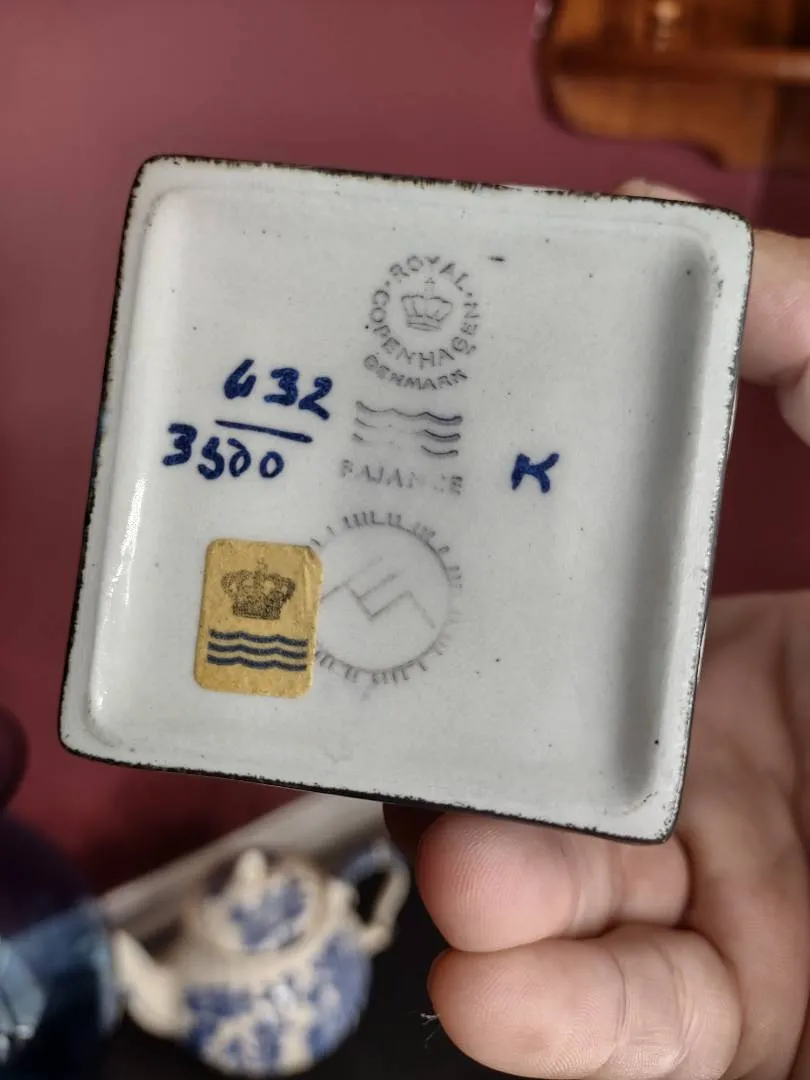 ROYAL
COPENHAGEN
DENMARK
632
3500
FAJANCE
K